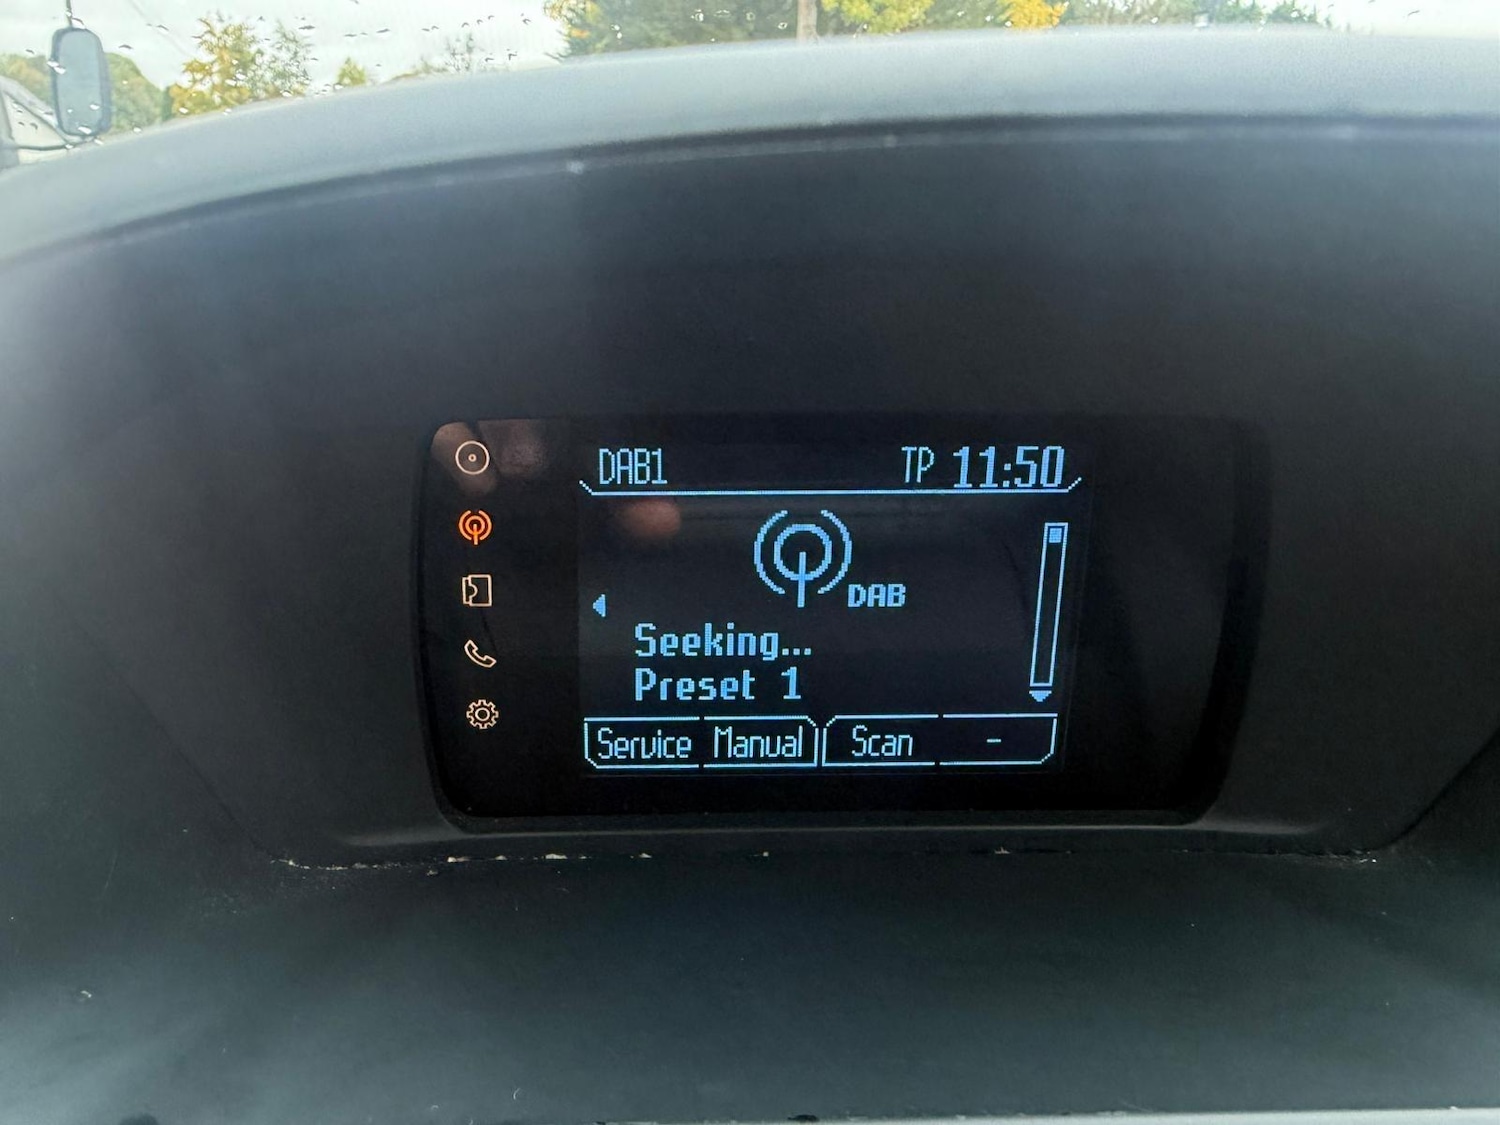 DAB1 TP 11:50
DAB
Seeking...
Preset 1
Service Manual Scan -